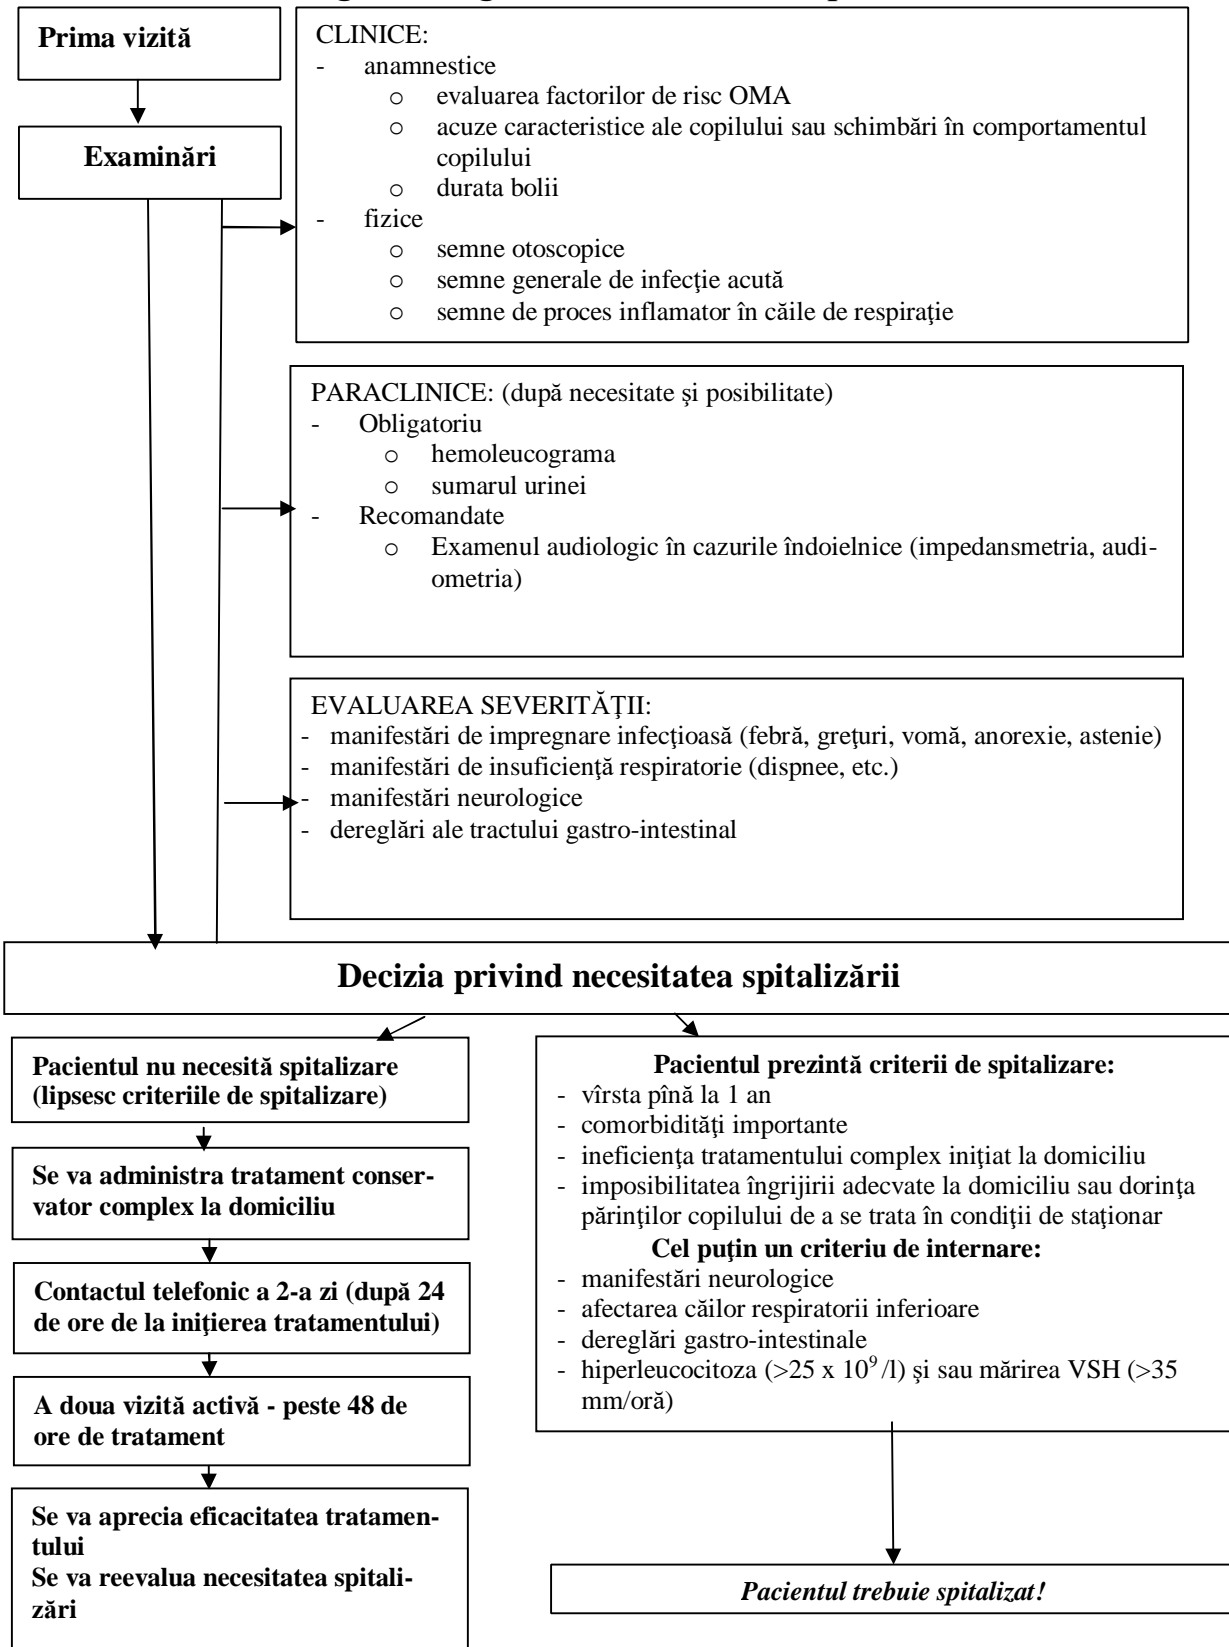 Prima vizită
Examinări
CLINICE:
- anamnestice
o evaluarea factorilor de risc OMA
o acuze caracteristice ale copilului sau schimbări în comportamentul
copilului
o durata bolii
- fizice
o semne otoscopice
o semne generale de infecţie acută
o semne de proces inflamator în căile de respiraţie
PARACLINICE: (după necesitate şi posibilitate)
- Obligatoriu
o hemoleucograma
o sumarul urinei
- Recomandate
o Examenul audiologic în cazurile îndoielnice (impedansmetria, audi-
ometria)
EVALUAREA SEVERITĂŢII:
- manifestări de impregnare infecţioasă (febră, greţuri, vomă, anorexie, astenie)
- manifestări de insuficienţă respiratorie (dispnee, etc.)
- manifestări neurologice
- dereglări ale tractului gastro-intestinal
Decizia privind necesitatea spitalizării
Pacientul nu necesită spitalizare
(lipsesc criteriile de spitalizare)
Se va administra tratament conser-
vator complex la domiciliu
Contactul telefonic a 2-a zi (după 24
de ore de la iniţierea tratamentului)
A doua vizită activă - peste 48 de
ore de tratament
Se va aprecia eficacitatea tratamen-
tului
Se va reevalua necesitatea spitali-
zări
Pacientul prezintă criterii de spitalizare:
- vîrsta pînă la 1 an
- comorbidităţi importante
- ineficienţa tratamentului complex iniţiat la domiciliu
- imposibilitatea îngrijirii adecvate la domiciliu sau dorinţa
părinţilor copilului de a se trata în condiţii de staţionar
Cel puţin un criteriu de internare:
- manifestări neurologice
- afectarea căilor respiratorii inferioare
- dereglări gastro-intestinale
- hiperleucocitoza (>25 x 10⁹/l) şi sau mărirea VSH (>35
mm/oră)
Pacientul trebuie spitalizat!